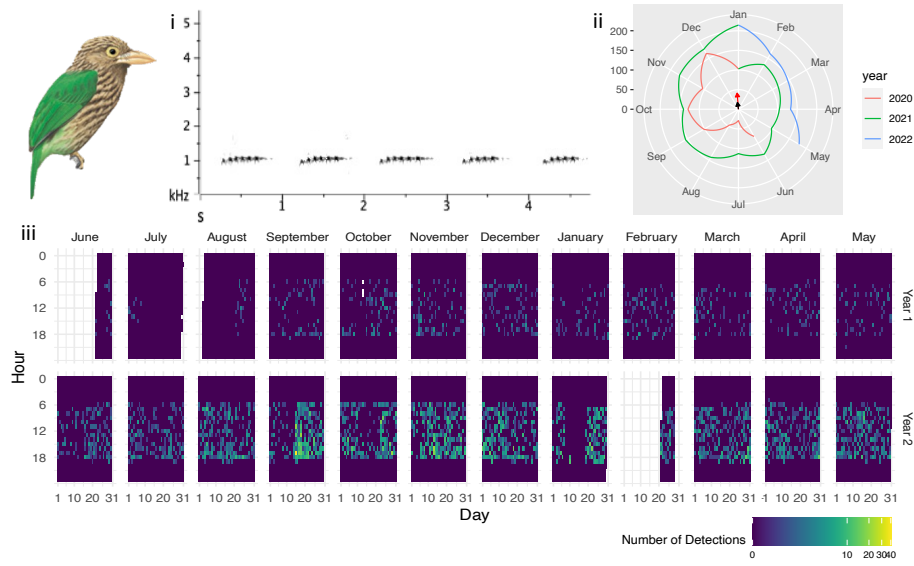 i
5
4
3
2
1
kHz
s
1
2
3
4
ii
200
150
100
50
0
Jan
Feb
Mar
Apr
May
Jun
Jul
Aug
Sep
Oct
Nov
Dec
year
2020
2021
2022
iii
June July August September October November December January February March April May
0
6
12
18
Year 1
Hour
0
6
12
18
Year 2
1 10 20 31 1 10 20 31 1 10 20 31 1 10 20 31 1 10 20 31 1 10 20 31 1 10 20 31 1 10 20 31 1 10 20 31 1 10 20 31 -1 10 20 31 1 10 20 31
Day
Number of Detections
0 10 20 30 40